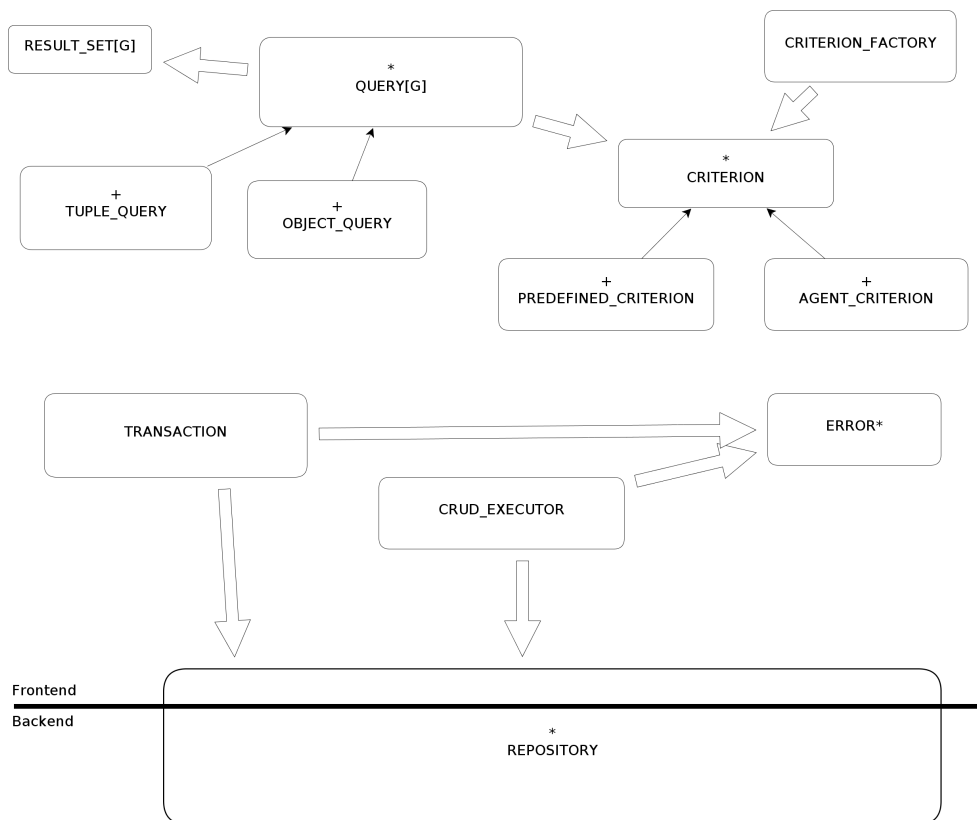 RESULT_SET[G]
*
QUERY[G]
CRITERION_FACTORY
*
CRITERION
+
TUPLE_QUERY
+
OBJECT_QUERY
+
PREDEFINED_CRITERION
+
AGENT_CRITERION
TRANSACTION
ERROR*
CRUD_EXECUTOR
Frontend
Backend
*
REPOSITORY